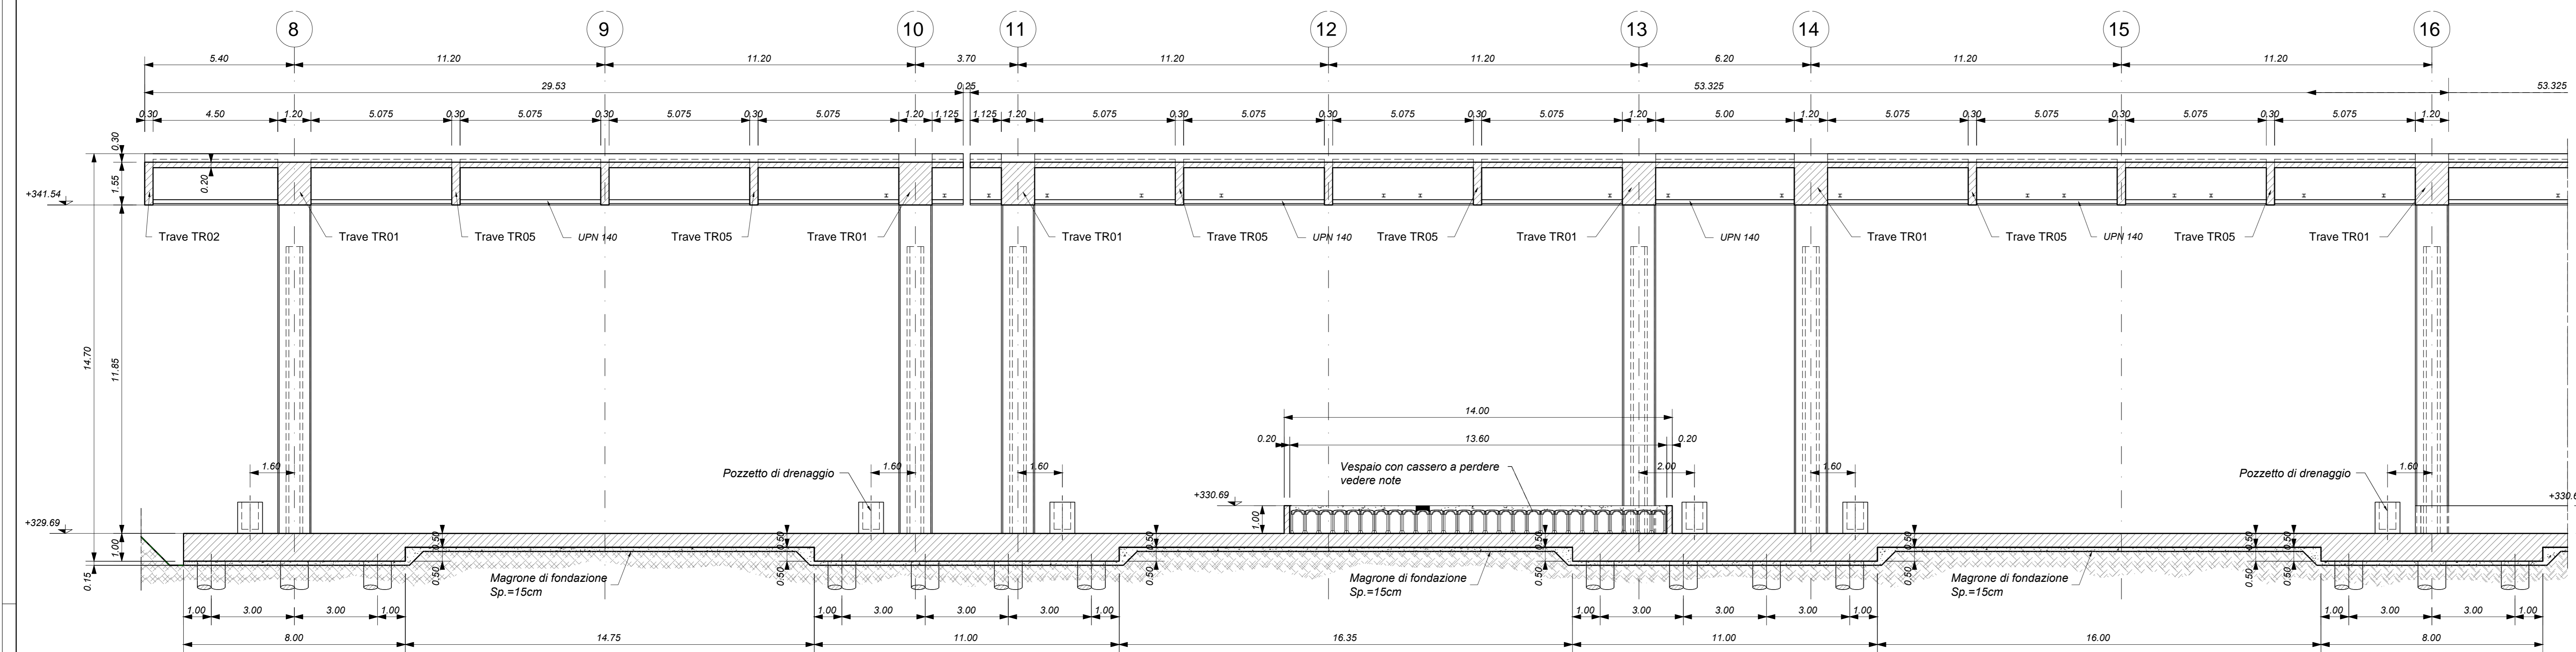 8 9 10 11 12 13 14 15 16
5.40 11.20 11.20 3.70 11.20 11.20 6.20 11.20 11.20
29.53 0.25 53.325 53.325
0.30 4.50 1.20 5.075 0.30 5.075 0.30 5.075 0.30 5.075 1.20 1.125 1.125 1.20 5.075 0.30 5.075 0.30 5.075 0.30 5.075 1.20 5.00 1.20 5.075 0.30 5.075 0.30 5.075 0.30 5.075 1.20
0.30
1.55
0.20
+341.54
Trave TR02 Trave TR01 Trave TR05 UPN 140 Trave TR05 Trave TR01 Trave TR01 Trave TR05 UPN 140 Trave TR05 Trave TR01 UPN 140 Trave TR01 Trave TR05 UPN 140 Trave TR05 Trave TR01
14.70
11.85
14.00
0.20 13.60 0.20
1.60 Pozzetto di drenaggio 1.60 1.60 Vespaio con cassero a perdere 2.00 1.60 Pozzetto di drenaggio 1.60
vedere note
+330.69 +330.6
1.00
+329.69
1.00
0.15
0.50 0.50 0.50 0.50 0.50 0.50 0.50
0.50 0.50 0.50 0.50 0.50 0.50 0.50
Magrone di fondazione Magrone di fondazione Magrone di fondazione
Sp.=15cm Sp.=15cm Sp.=15cm
1.00 3.00 3.00 1.00 1.00 3.00 3.00 3.00 1.00 1.00 3.00 3.00 3.00 1.00 1.00 3.00 3.00 1.00
8.00 14.75 11.00 16.35 11.00 16.00 8.00